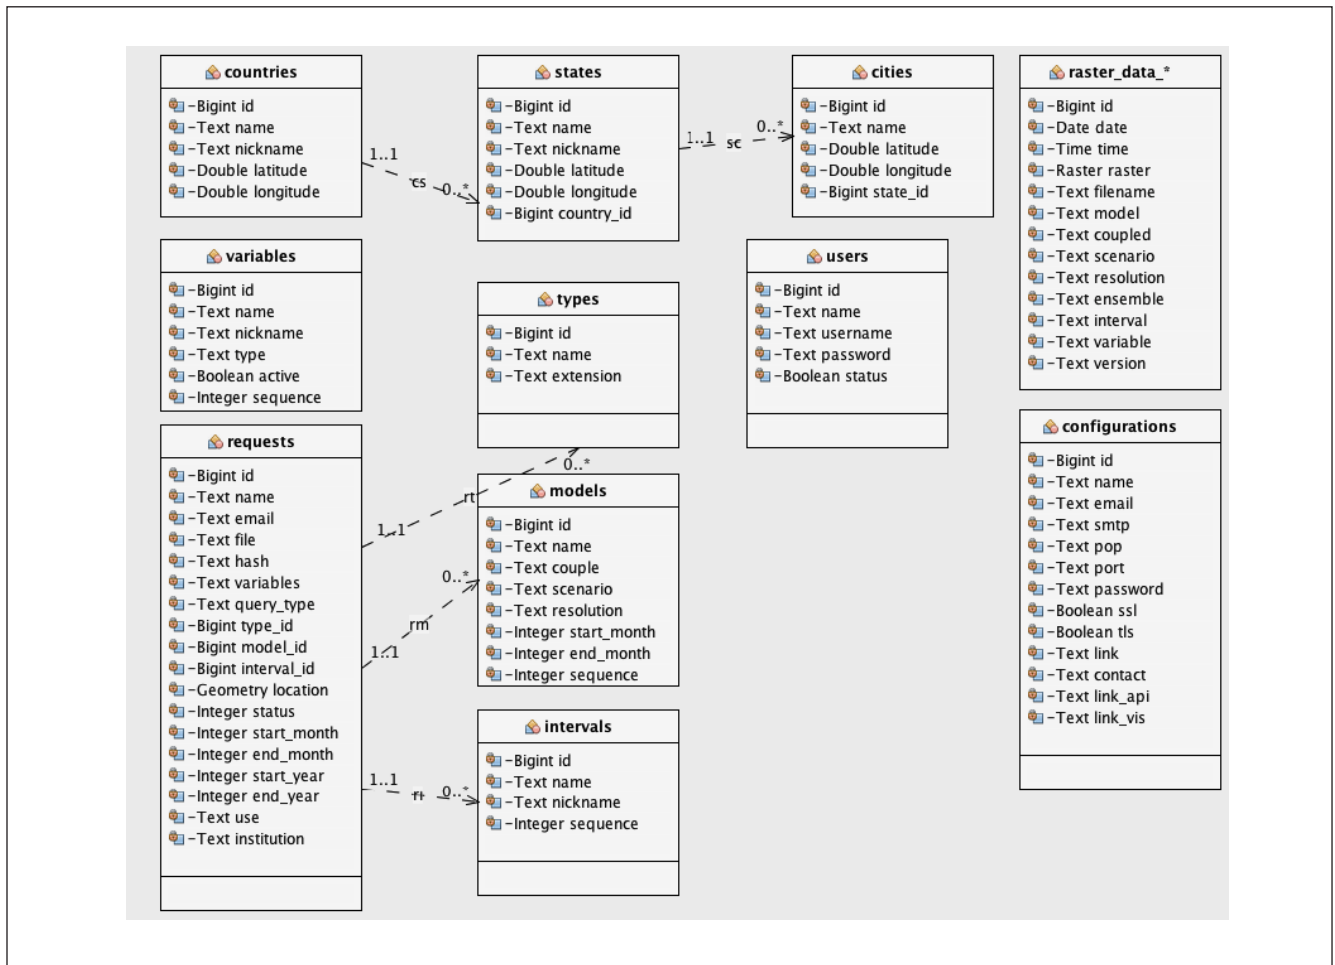 countries
-Bigint id
-Text name
-Text nickname
-Double latitude
-Double longitude
states
-Bigint id
-Text name
-Text nickname
-Double latitude
-Double longitude
-Bigint country_id
cities
-Bigint id
-Text name
-Double latitude
-Double longitude
-Bigint state_id
raster_data_*
-Bigint id
-Date date
-Time time
-Raster raster
-Text filename
-Text model
-Text coupled
-Text scenario
-Text resolution
-Text ensemble
-Text interval
-Text variable
-Text version
1..1
cs
0..*
1..1
sc
0..*
variables
-Bigint id
-Text name
-Text nickname
-Text type
-Boolean active
-Integer sequence
types
-Bigint id
-Text name
-Text extension
users
-Bigint id
-Text name
-Text username
-Text password
-Boolean status
requests
-Bigint id
-Text name
-Text email
-Text file
-Text hash
-Text variables
-Text query_type
-Bigint type_id
-Bigint model_id
-Bigint interval_id
-Geometry location
-Integer status
-Integer start_month
-Integer end_month
-Integer start_year
-Integer end_year
-Text use
-Text institution
1..1
rt
0..*
1..1
rm
0..*
1..1
0..*
models
-Bigint id
-Text name
-Text couple
-Text scenario
-Text resolution
-Integer start_month
-Integer end_month
-Integer sequence
intervals
-Bigint id
-Text name
-Text nickname
-Integer sequence
configurations
-Bigint id
-Text name
-Text email
-Text smtp
-Text pop
-Text port
-Text password
-Boolean ssl
-Boolean tls
-Text link
-Text contact
-Text link_api
-Text link_vis